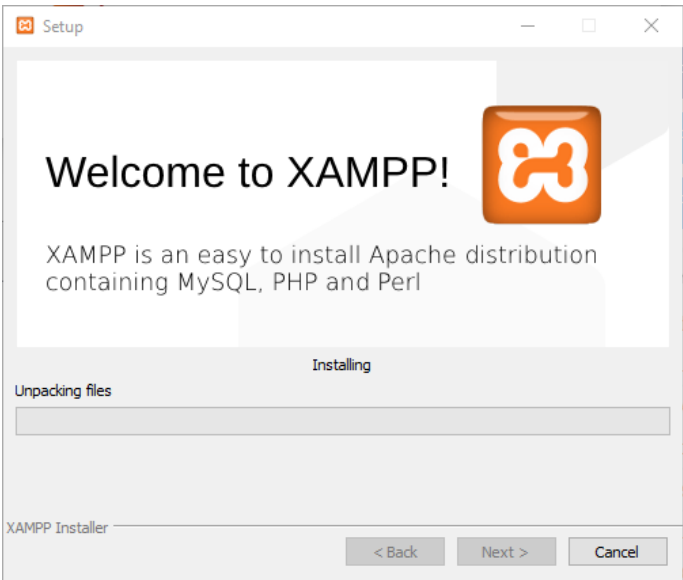 Setup
Welcome to XAMPP!
XAMPP is an easy to install Apache distribution
containing MySQL, PHP and Perl
Installing
Unpacking files
XAMPP Installer
< Back
Next >
Cancel